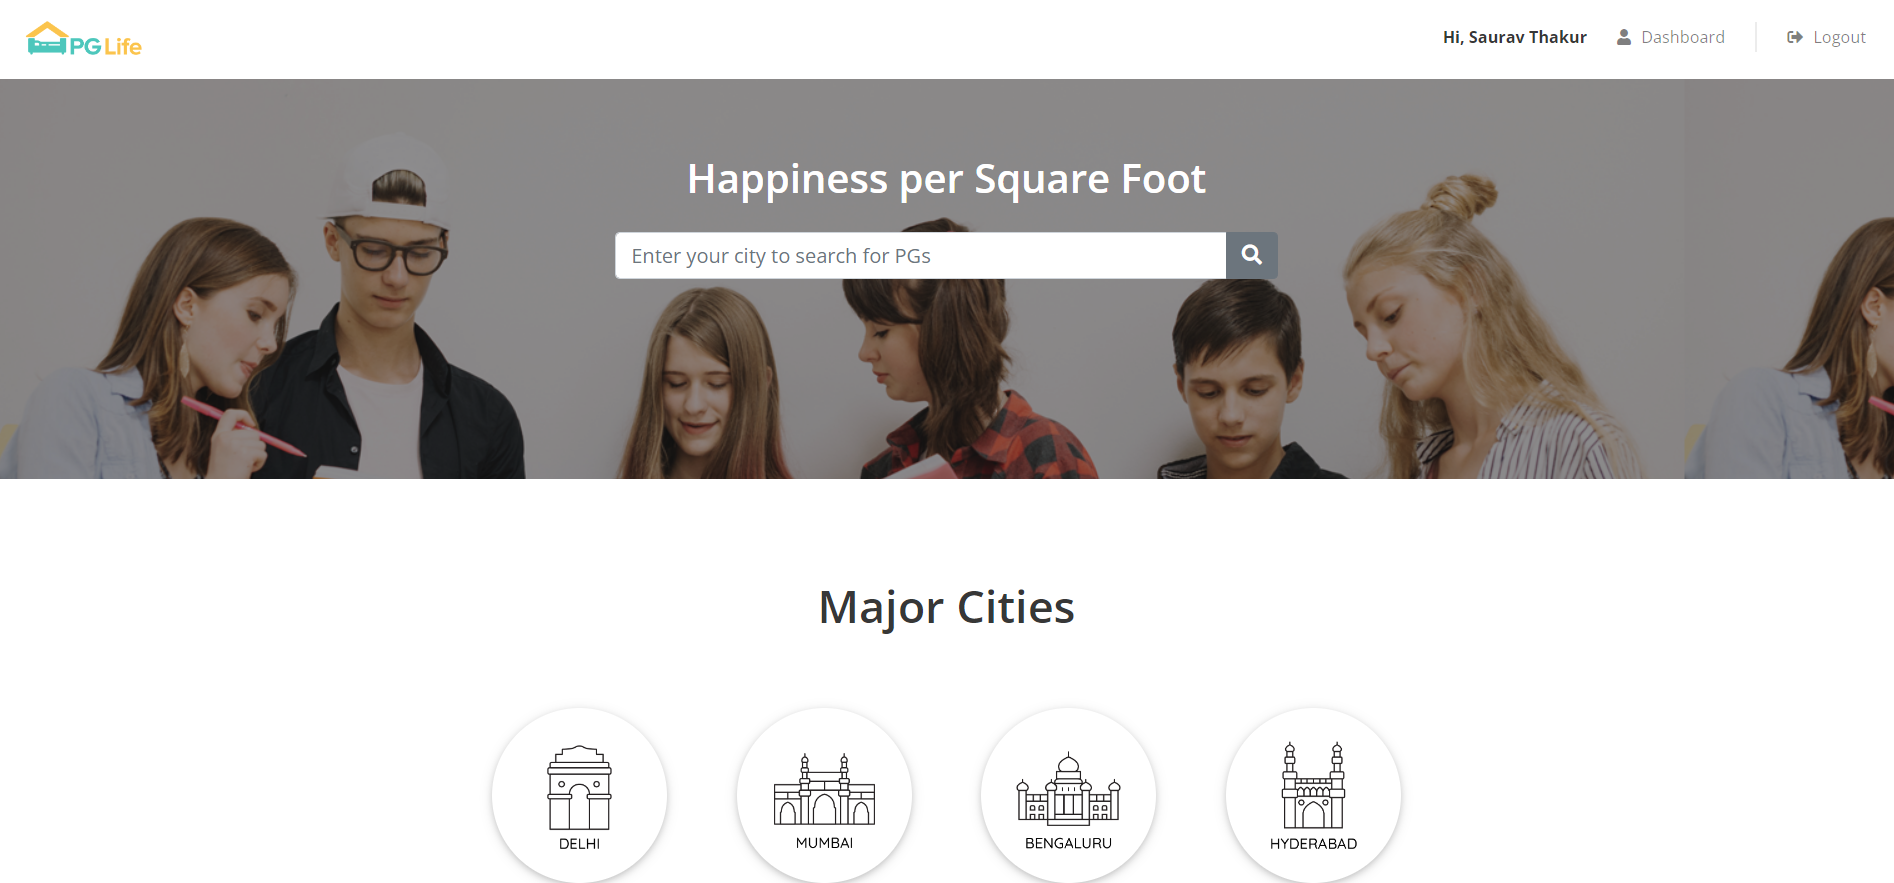 PG Life
Hi, Saurav Thakur
Dashboard
Logout
Happiness per Square Foot
Enter your city to search for PGs
Major Cities
DELHI
MUMBAI
BENGALURU
HYDERABAD